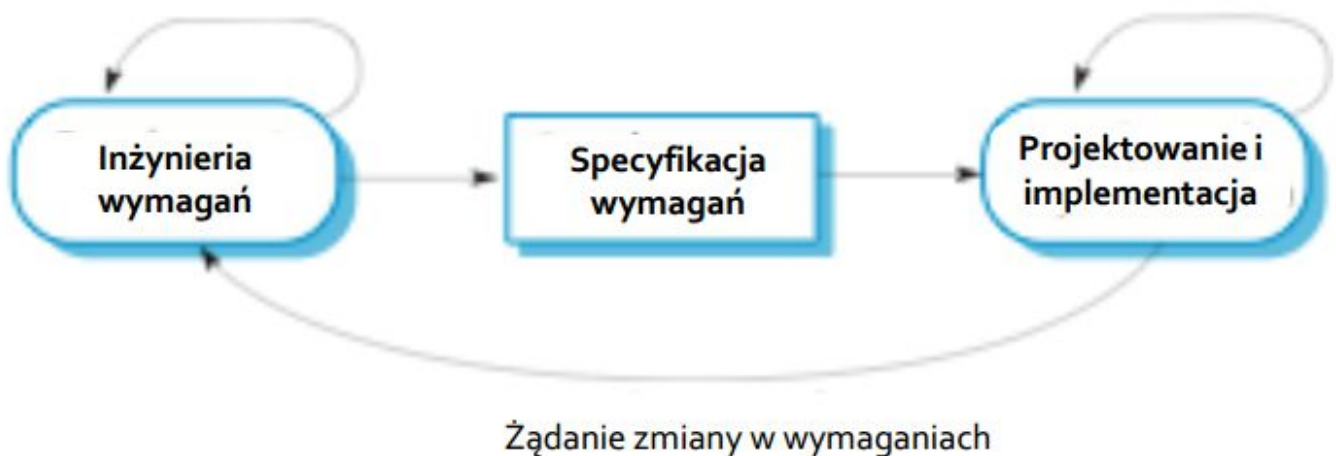 Inżynieria
wymagań
Specyfikacja
wymagań
Projektowanie i
implementacja
Żądanie zmiany w wymaganiach